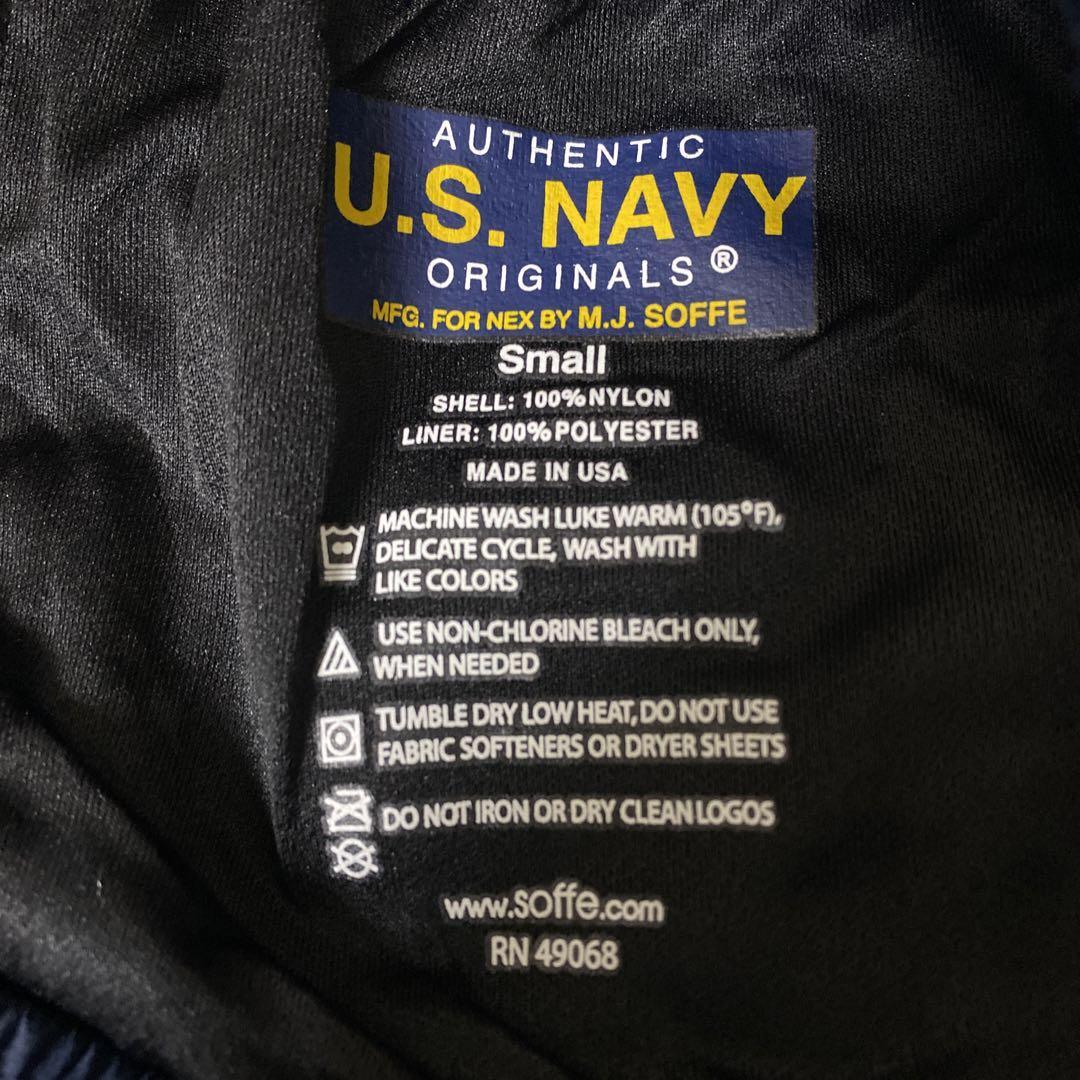 AUTHENTIC
U.S. NAVY
ORIGINALS®
MFG. FOR NEX BY M.J. SOFFE
Small
SHELL: 100% NYLON
LINER: 100% POLYESTER
MADE IN USA
MACHINE WASH LUKE WARM (105°F),
DELICATE CYCLE, WASH WITH
LIKE COLORS
USE NON-CHLORINE BLEACH ONLY,
WHEN NEEDED
TUMBLE DRY LOW HEAT, DO NOT USE
FABRIC SOFTENERS OR DRYER SHEETS
DO NOT IRON OR DRY CLEAN LOGOS
www.soffe.com
RN 49068